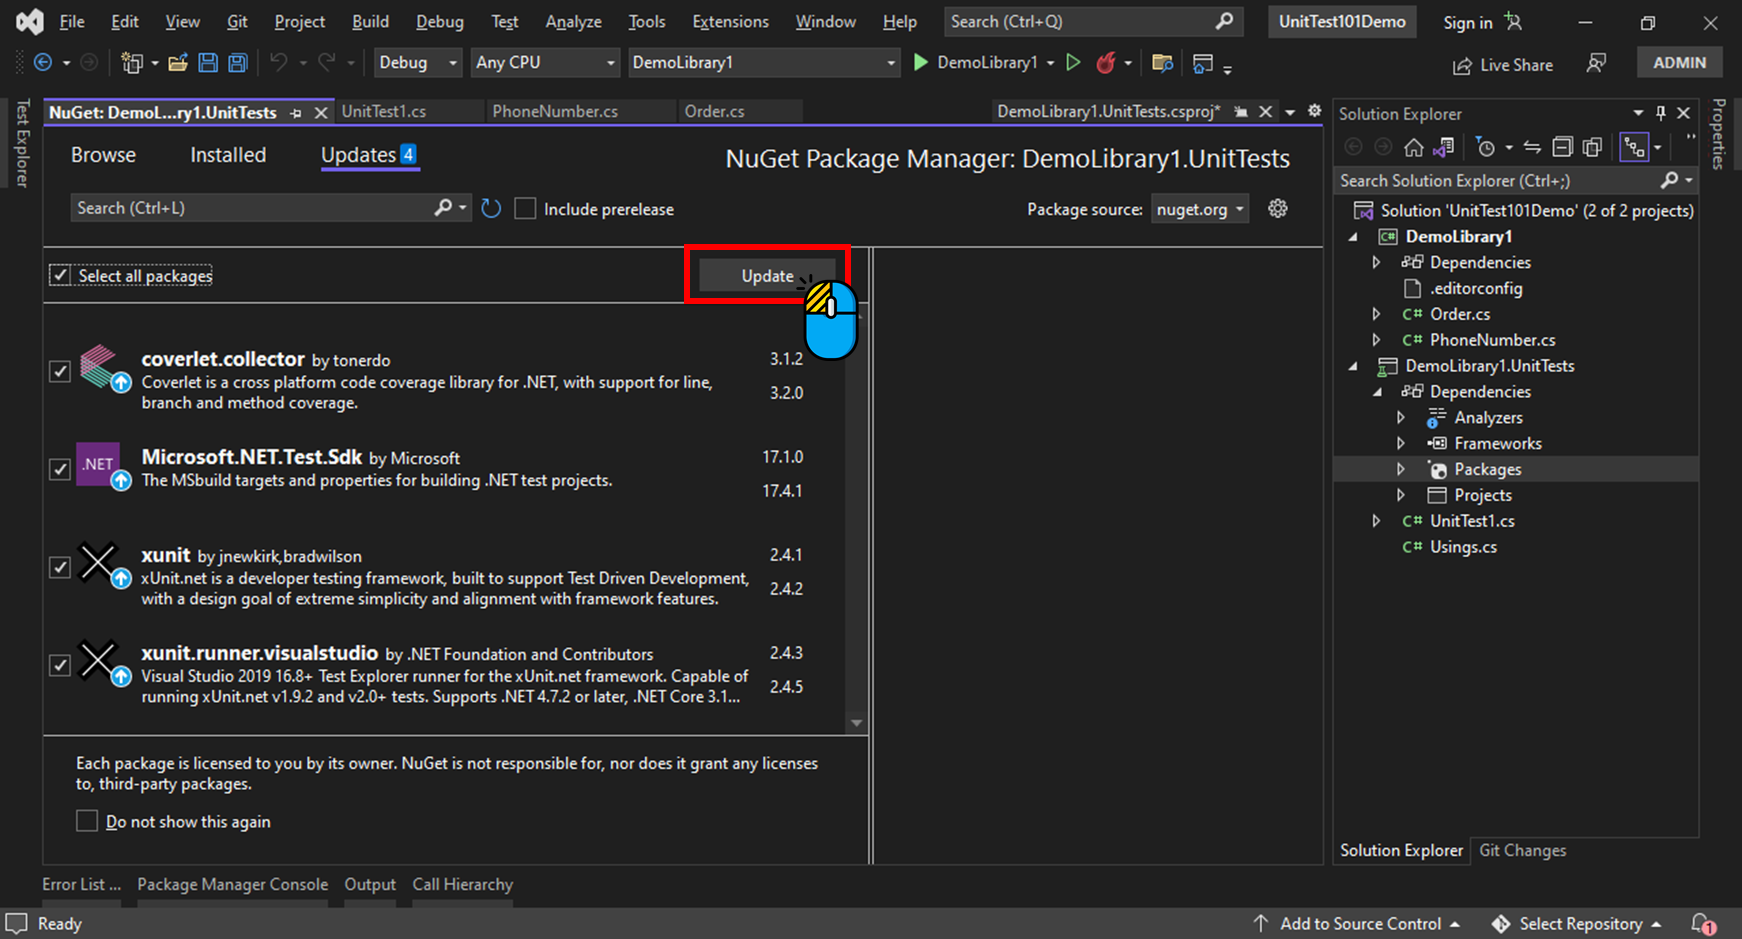 File Edit View Git Project Build Debug Test Analyze Tools Extensions Window Help Search (Ctrl+Q) UnitTest101Demo Sign in
Debug Any CPU DemoLibrary1 DemoLibrary1 Live Share ADMIN
Test Explorer
NuGet: DemoL...ry1.UnitTests UnitTest1.cs PhoneNumber.cs Order.cs DemoLibrary1.UnitTests.csproj*
Browse Installed Updates 4
NuGet Package Manager: DemoLibrary1.UnitTests
Search (Ctrl+L) Include prerelease Package source: nuget.org
Select all packages Update
coverlet.collector by tonerdo 3.1.2
Coverlet is a cross platform code coverage library for .NET, with support for line, 3.2.0
branch and method coverage.
.NET
Microsoft.NET.Test.Sdk by Microsoft 17.1.0
The MSbuild targets and properties for building .NET test projects. 17.4.1
xunit by jnewkirk,bradwilson 2.4.1
xUnit.net is a developer testing framework, built to support Test Driven Development, 2.4.2
with a design goal of extreme simplicity and alignment with framework features.
xunit.runner.visualstudio by .NET Foundation and Contributors 2.4.3
Visual Studio 2019 16.8+ Test Explorer runner for the xUnit.net framework. Capable of 2.4.5
running xUnit.net v1.9.2 and v2.0+ tests. Supports .NET 4.7.2 or later, .NET Core 3.1...
Each package is licensed to you by its owner. NuGet is not responsible for, nor does it grant any licenses
to, third-party packages.
Do not show this again
Solution Explorer
Search Solution Explorer (Ctrl+;)
Solution 'UnitTest101Demo' (2 of 2 projects)
C# DemoLibrary1
Dependencies
.editorconfig
C# Order.cs
C# PhoneNumber.cs
DemoLibrary1.UnitTests
Dependencies
Analyzers
Frameworks
Packages
Projects
C# UnitTest1.cs
C# Usings.cs
Solution Explorer Git Changes
Properties
Error List ... Package Manager Console Output Call Hierarchy
Ready Add to Source Control Select Repository 1